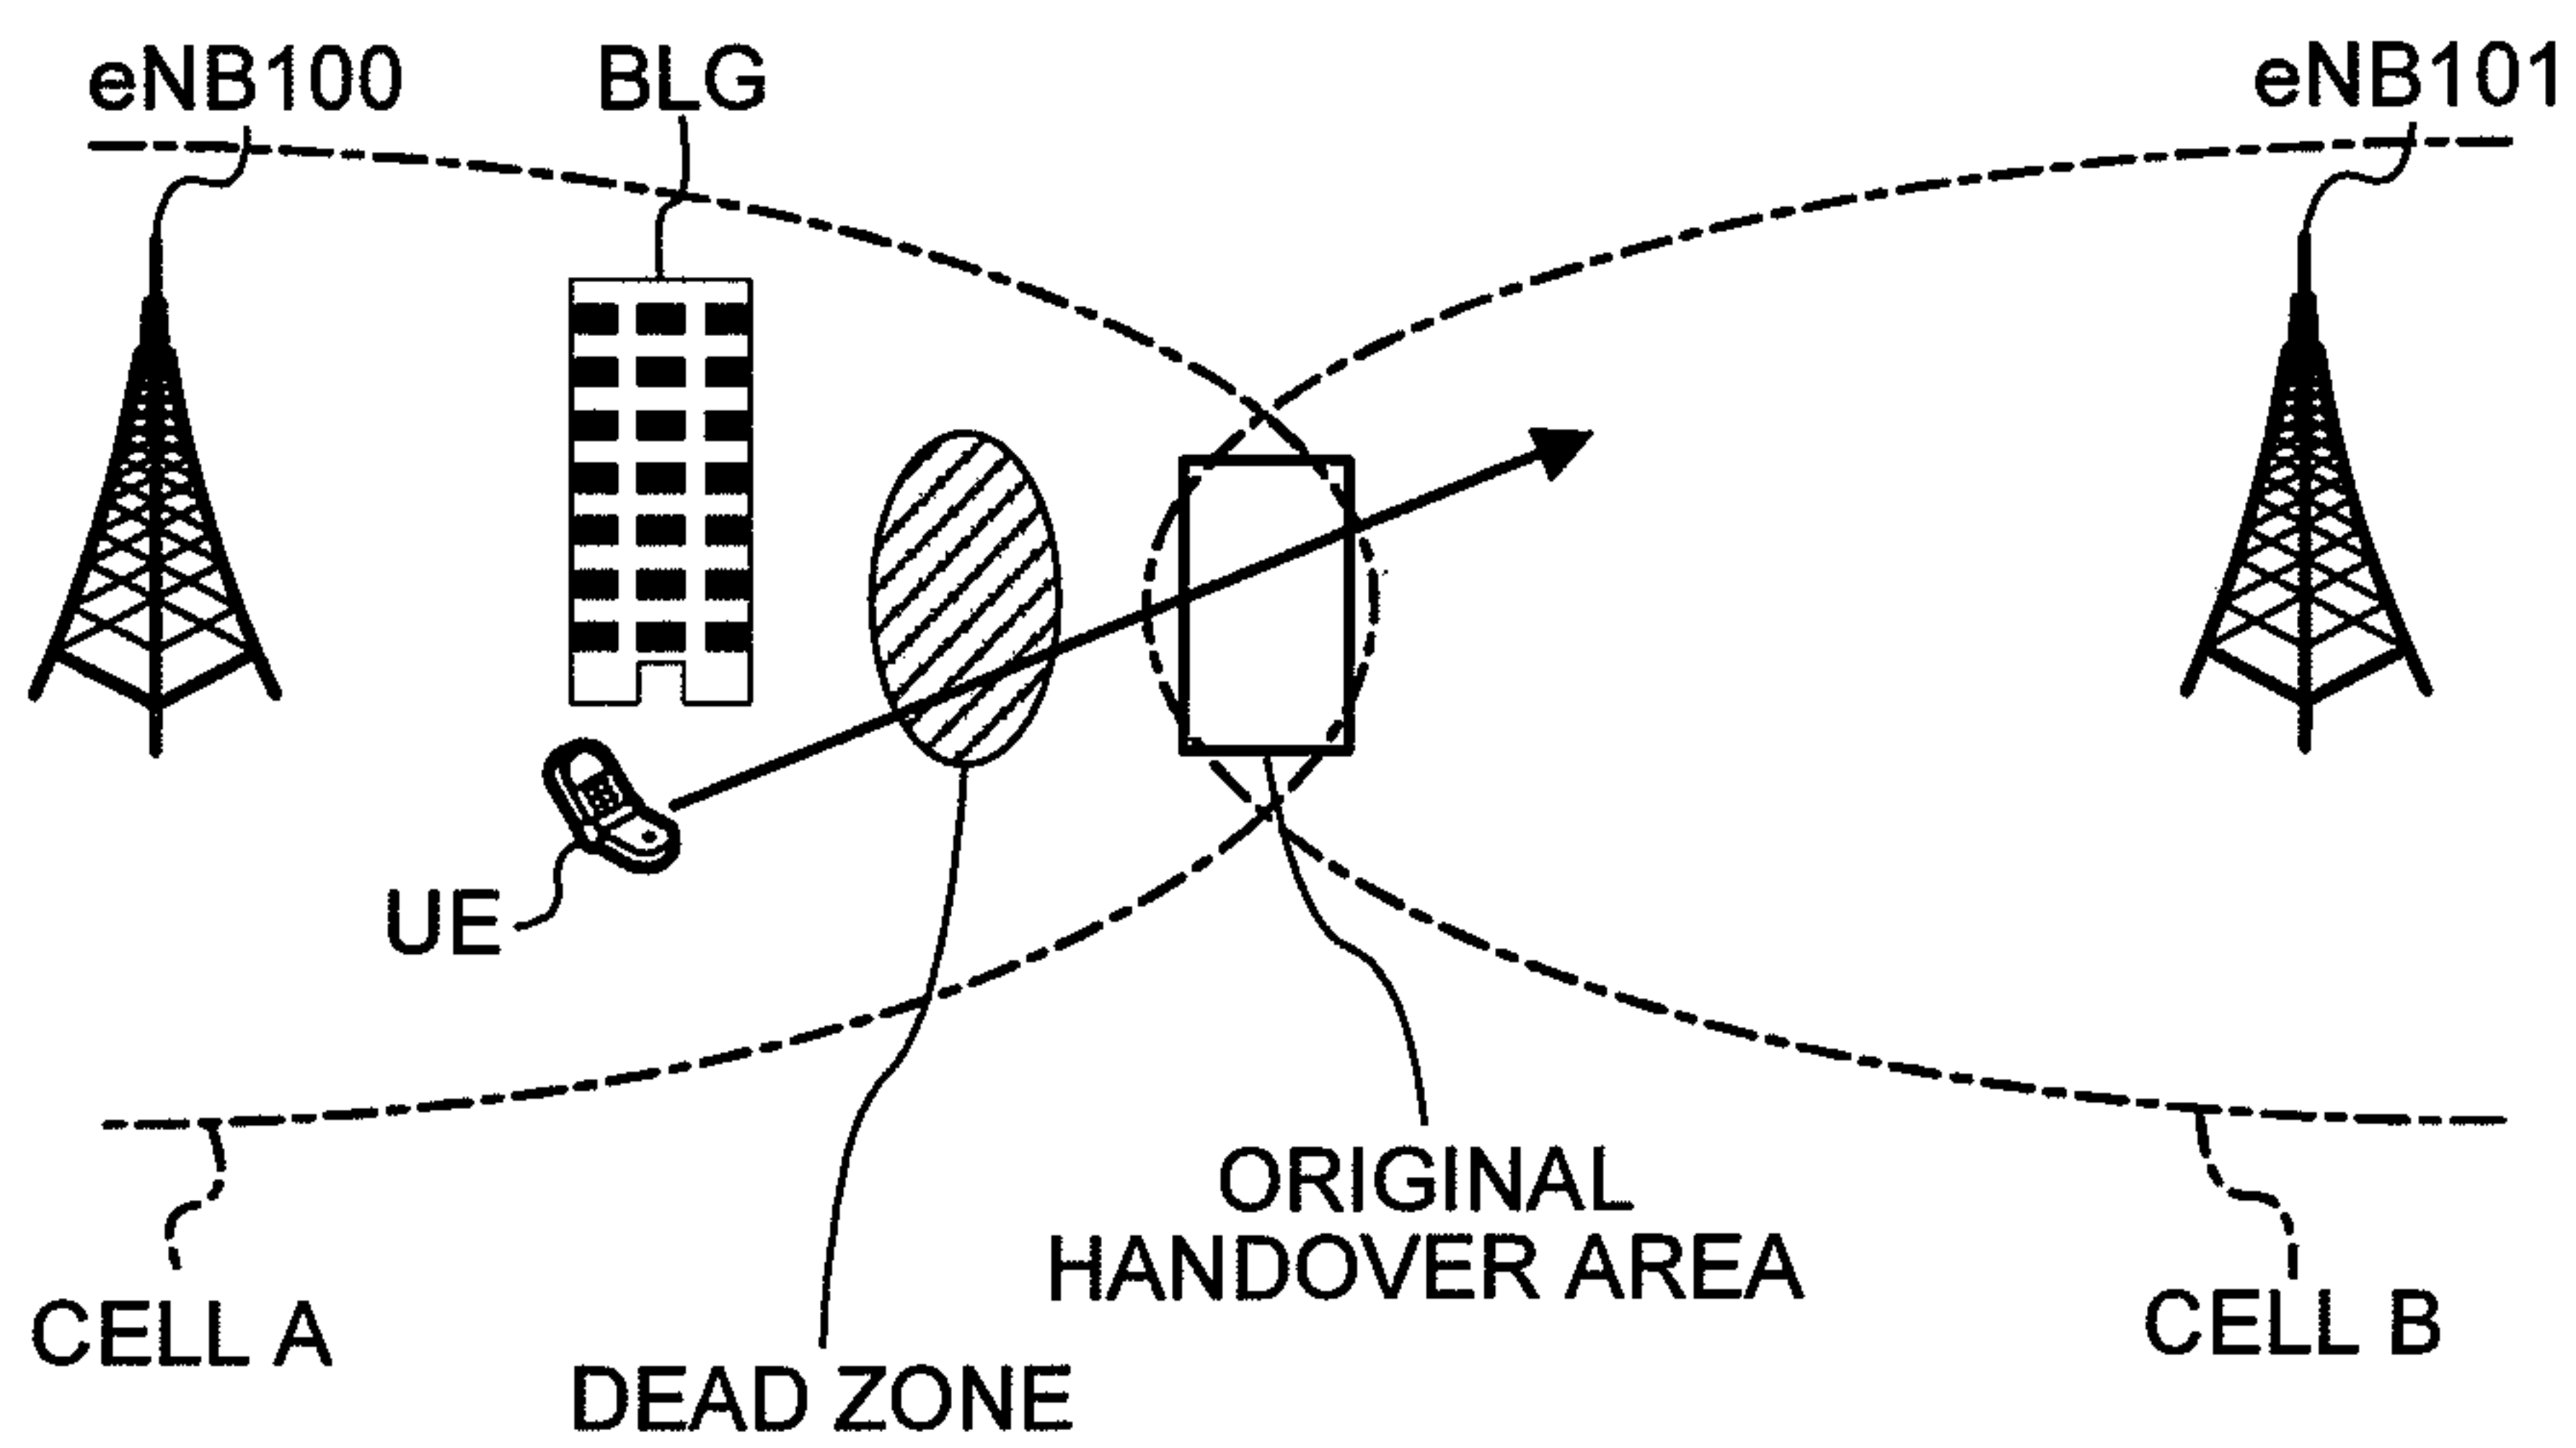 eNB100
BLG
eNB101
UE
ORIGINAL
HANDOVER AREA
CELL A
CELL B
DEAD ZONE